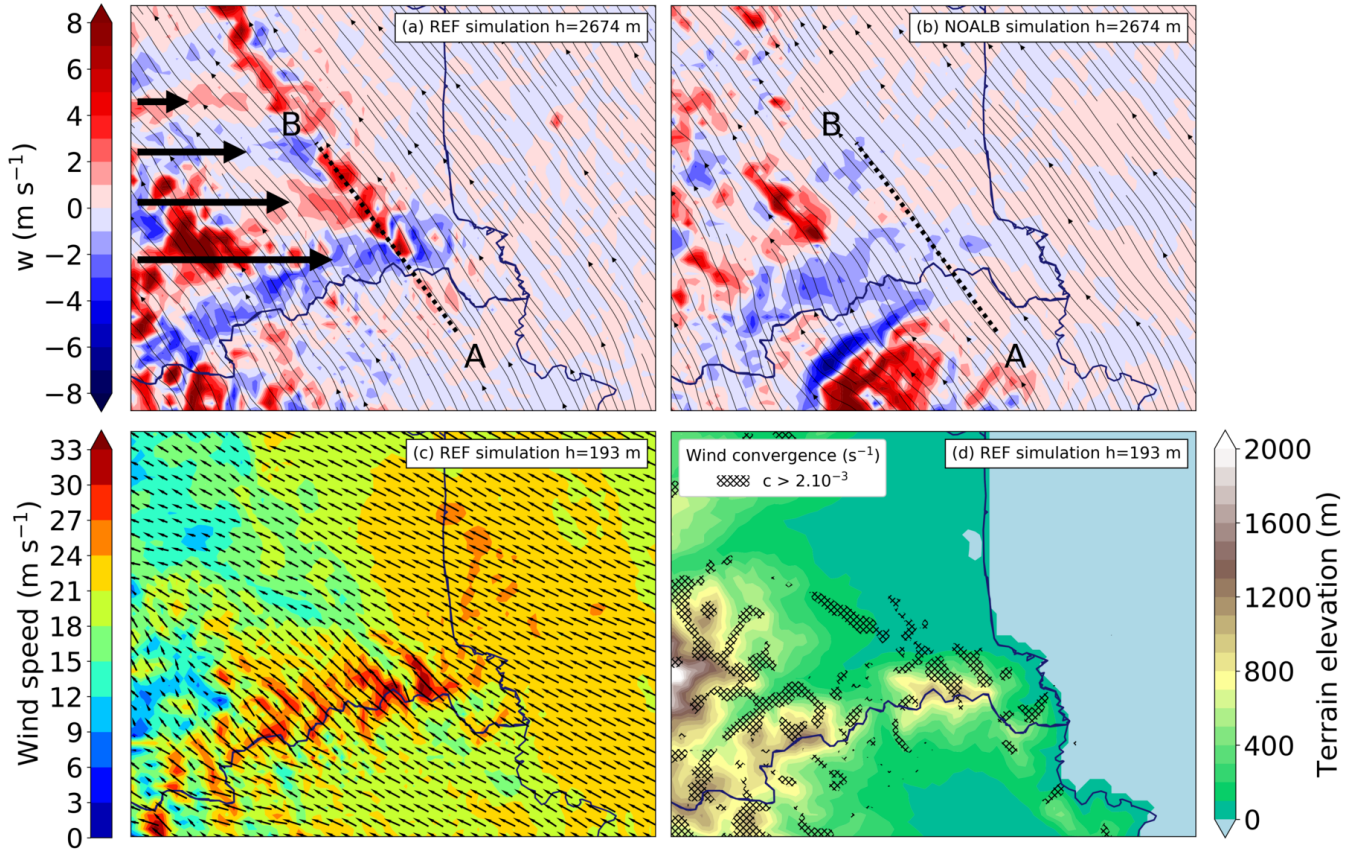 8
6
4
2
0
−2
−4
−6
−8
w (m s⁻¹)
(a) REF simulation h=2674 m
B
A
(b) NOALB simulation h=2674 m
B
A
33
30
27
24
21
18
15
12
9
6
3
0
Wind speed (m s⁻¹)
(c) REF simulation h=193 m
Wind convergence (s⁻¹)
c > 2.10⁻³
(d) REF simulation h=193 m
2000
1600
1200
800
400
0
Terrain elevation (m)